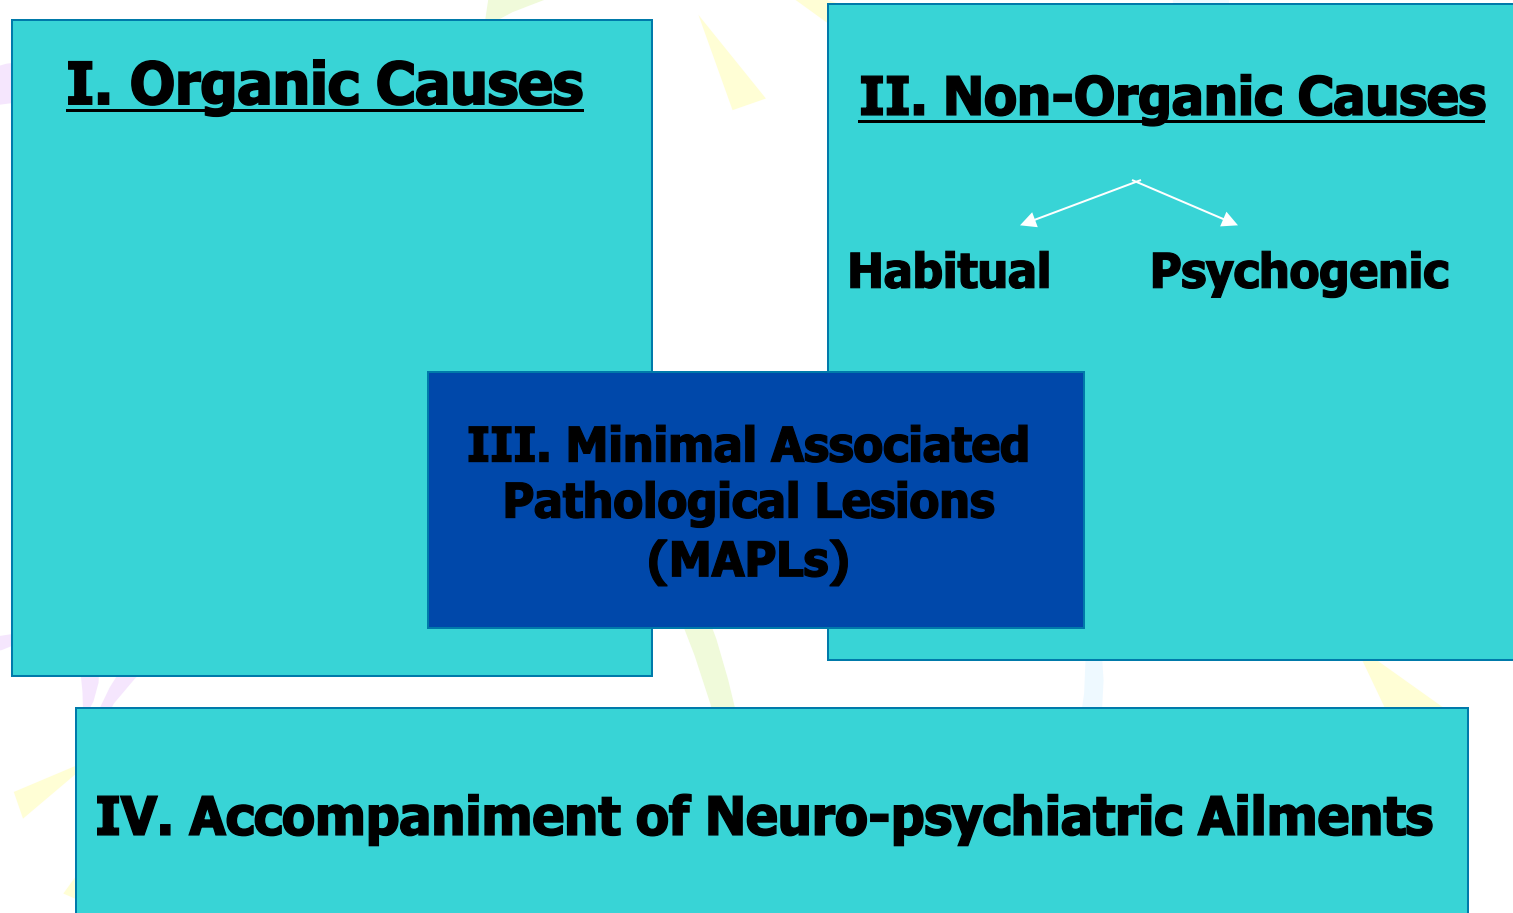 I. Organic Causes
II. Non-Organic Causes
Habitual
Psychogenic
III. Minimal Associated
Pathological Lesions
(MAPLs)
IV. Accompaniment of Neuro-psychiatric Ailments